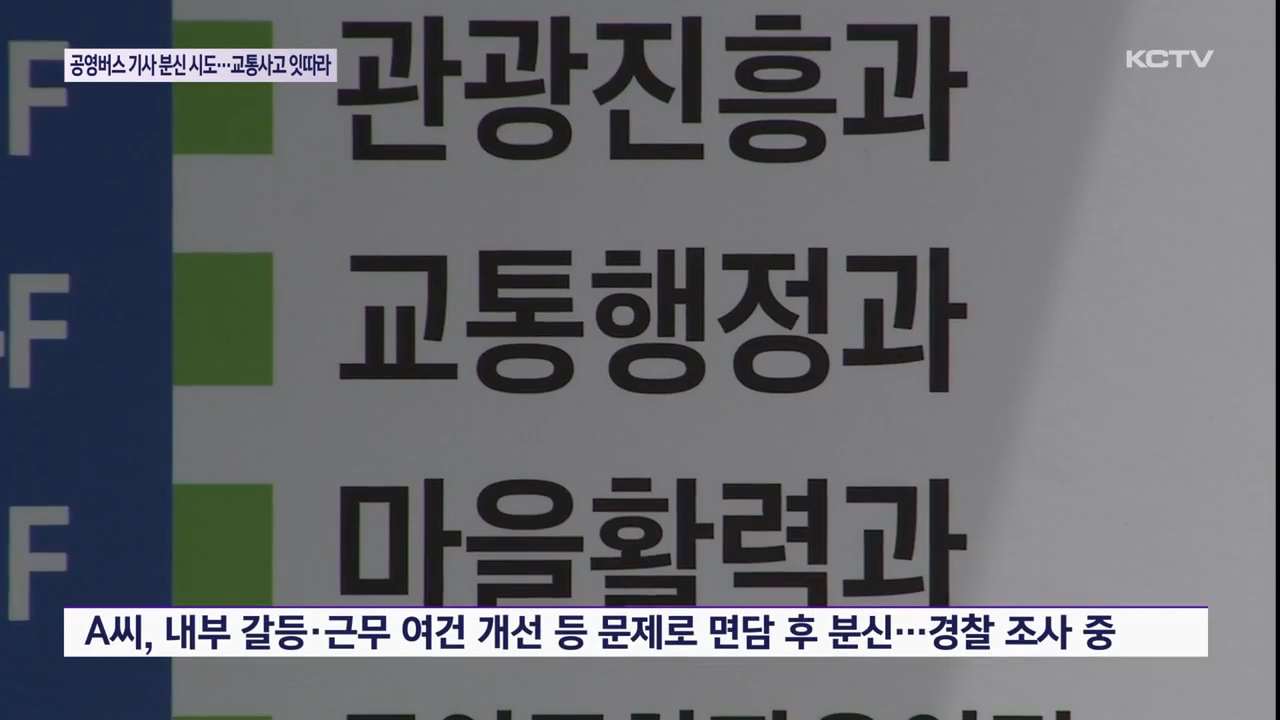 공영버스 기사 분신 시도…교통사고 잇따라
KCTV
F 관광진흥과
F 교통행정과
F 마을활력과
A씨, 내부 갈등·근무 여건 개선 등 문제로 면담 후 분신…경찰 조사 중